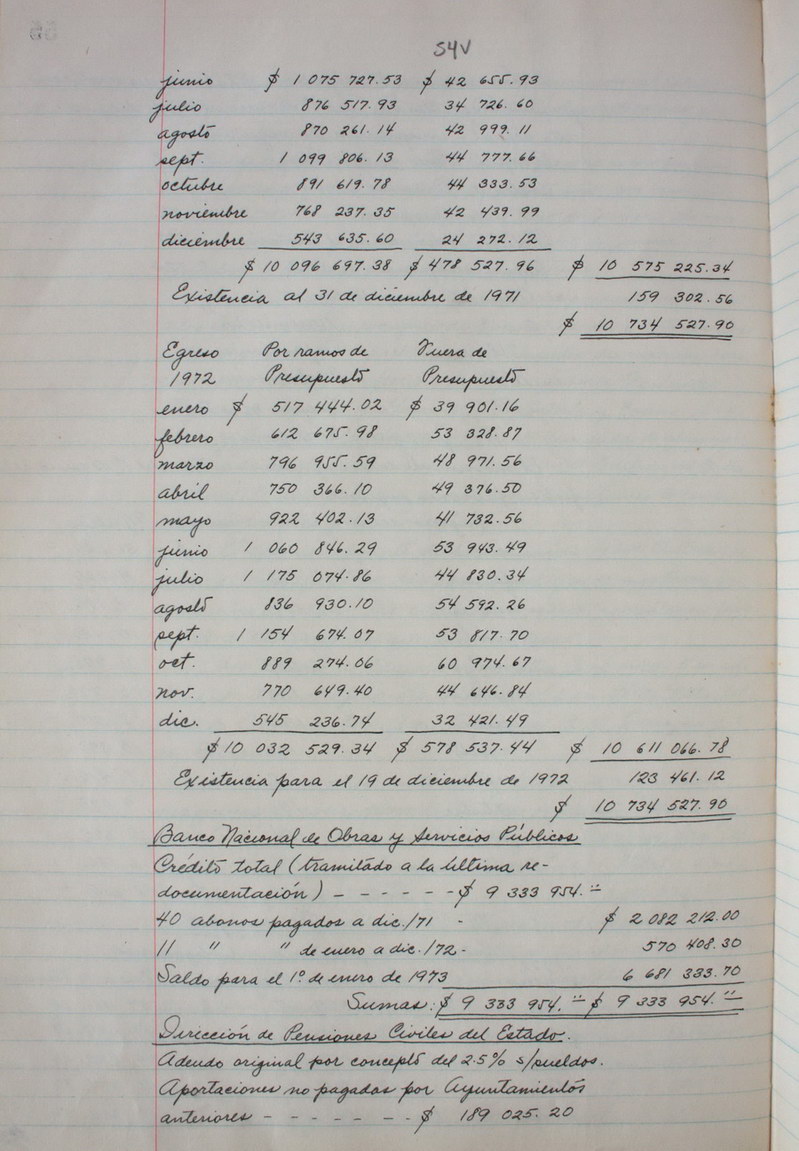 54V
junio $ 1 075 727.53 $ 42 655.93
julio 876 517.93 34 726.60
agosto 870 261.14 42 999.11
sept. 1 099 806.13 44 777.66
octubre 891 619.78 44 333.53
noviembre 768 237.35 42 439.99
diciembre 543 635.60 24 272.12
$ 10 096 697.38 $ 478 527.96 $ 10 575 225.34
Existencia al 31 de diciembre de 1971 159 302.56
$ 10 734 527.90
Egreso Por ramos de Fuera de
1972 Presupuesto Presupuesto
enero $ 517 444.02 $ 39 901.16
febrero 612 675.98 53 328.87
marzo 796 955.59 48 971.56
abril 750 366.10 49 376.50
mayo 922 402.13 41 732.56
junio 1 060 846.29 53 943.49
julio 1 175 074.86 44 830.34
agosto 836 930.10 54 592.26
sept. 1 154 674.07 53 817.70
oct. 889 274.06 60 974.67
nov. 770 649.40 44 646.84
dic. 545 236.74 32 421.49
$ 10 032 529.34 $ 578 537.44 $ 10 611 066.78
Existencia para el 19 de diciembre de 1972 123 461.12
$ 10 734 527.90
Banco Nacional de Obras y Servicios Públicos
Crédito total (tramitado a la última re-
documentación) - - - - - - $ 9 333 954.=
40 abonos pagados a dic./71 - $ 2 082 212.00
11 " " de enero a dic./72 - 570 408.30
Saldo para el 1º de enero de 1973 6 681 333.70
Sumas: $ 9 333 954.= $ 9 333 954.=
Dirección de Pensiones Civiles del Estado.
Adeudo original por concepto del 2.5% s/sueldos.
Aportaciones no pagadas por Ayuntamientos
anteriores - - - - - - - $ 189 025.20